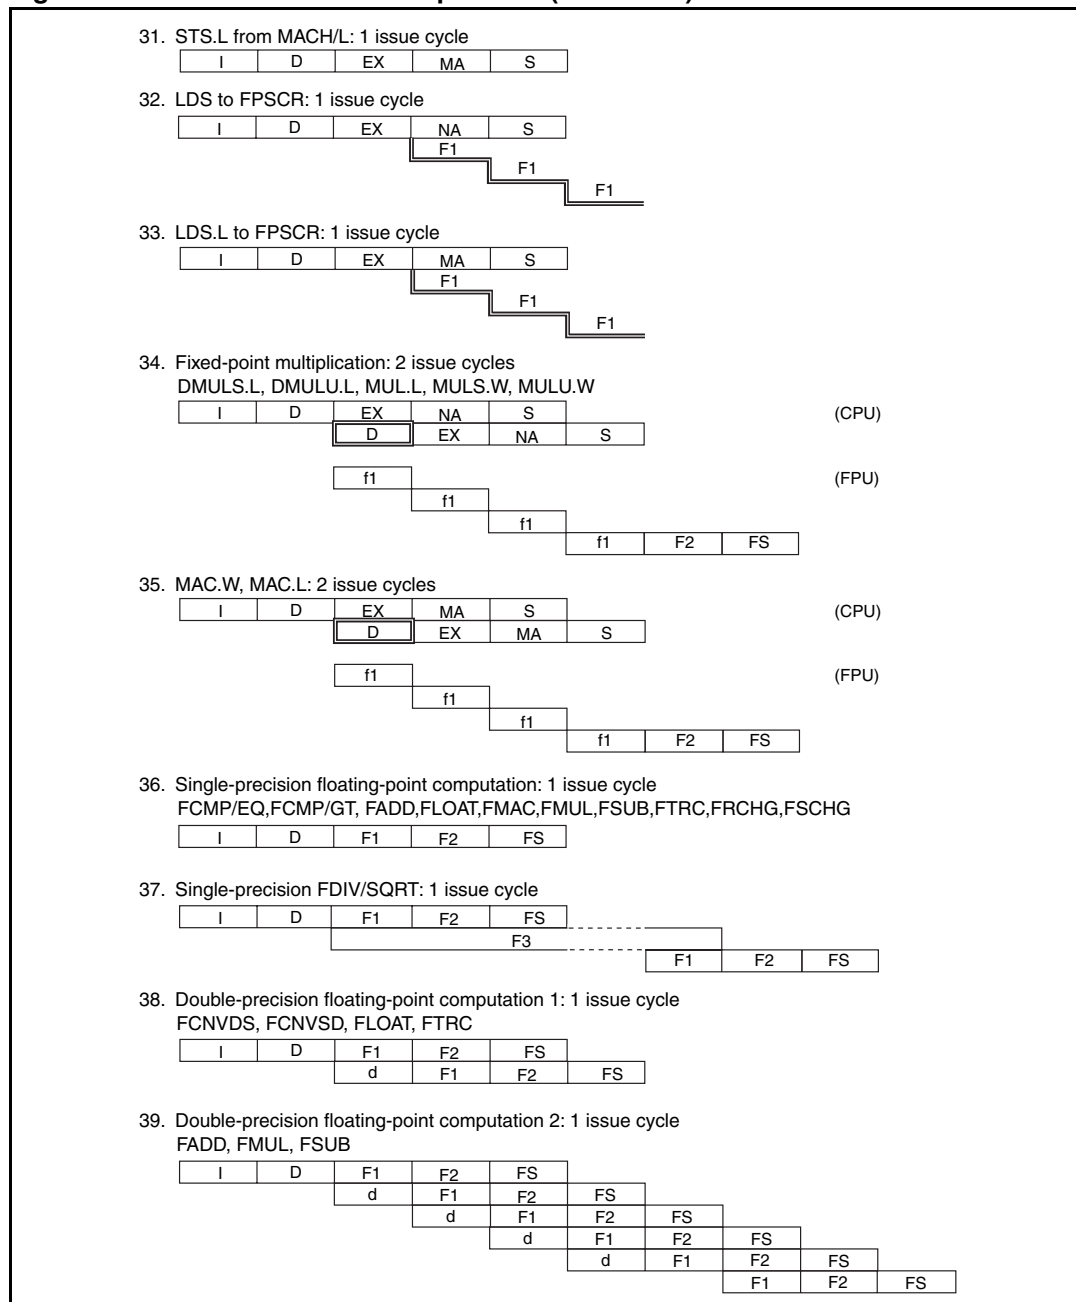 31. STS.L from MACH/L: 1 issue cycle
I D EX MA S
32. LDS to FPSCR: 1 issue cycle
I D EX NA S
F1
F1
F1
33. LDS.L to FPSCR: 1 issue cycle
I D EX MA S
F1
F1
F1
34. Fixed-point multiplication: 2 issue cycles
DMULS.L, DMULU.L, MUL.L, MULS.W, MULU.W
I D EX NA S (CPU)
D EX NA S
f1 (FPU)
f1
f1
f1 F2 FS
35. MAC.W, MAC.L: 2 issue cycles
I D EX MA S (CPU)
D EX MA S
f1 (FPU)
f1
f1
f1 F2 FS
36. Single-precision floating-point computation: 1 issue cycle
FCMP/EQ,FCMP/GT, FADD,FLOAT,FMAC,FMUL,FSUB,FTRC,FRCHG,FSCHG
I D F1 F2 FS
37. Single-precision FDIV/SQRT: 1 issue cycle
I D F1 F2 FS
F3
F1 F2 FS
38. Double-precision floating-point computation 1: 1 issue cycle
FCNVDS, FCNVSD, FLOAT, FTRC
I D F1 F2 FS
d F1 F2 FS
39. Double-precision floating-point computation 2: 1 issue cycle
FADD, FMUL, FSUB
I D F1 F2 FS
d F1 F2 FS
d F1 F2 FS
d F1 F2 FS
d F1 F2 FS
F1 F2 FS